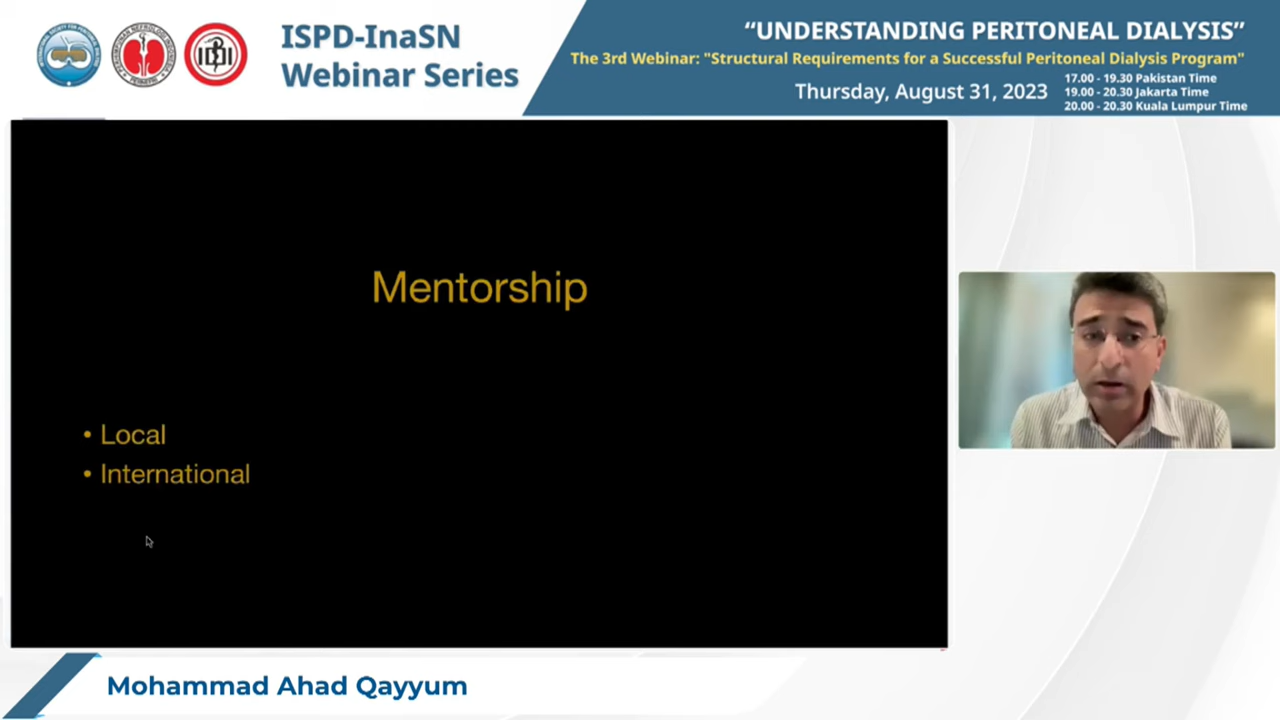 ISPD-InaSN
Webinar Series
“UNDERSTANDING PERITONEAL DIALYSIS”
The 3rd Webinar: "Structural Requirements for a Successful Peritoneal Dialysis Program"
Thursday, August 31, 2023
17.00 - 19.30 Pakistan Time
19.00 - 20.30 Jakarta Time
20.00 - 20.30 Kuala Lumpur Time
Mentorship
• Local
• International
Mohammad Ahad Qayyum